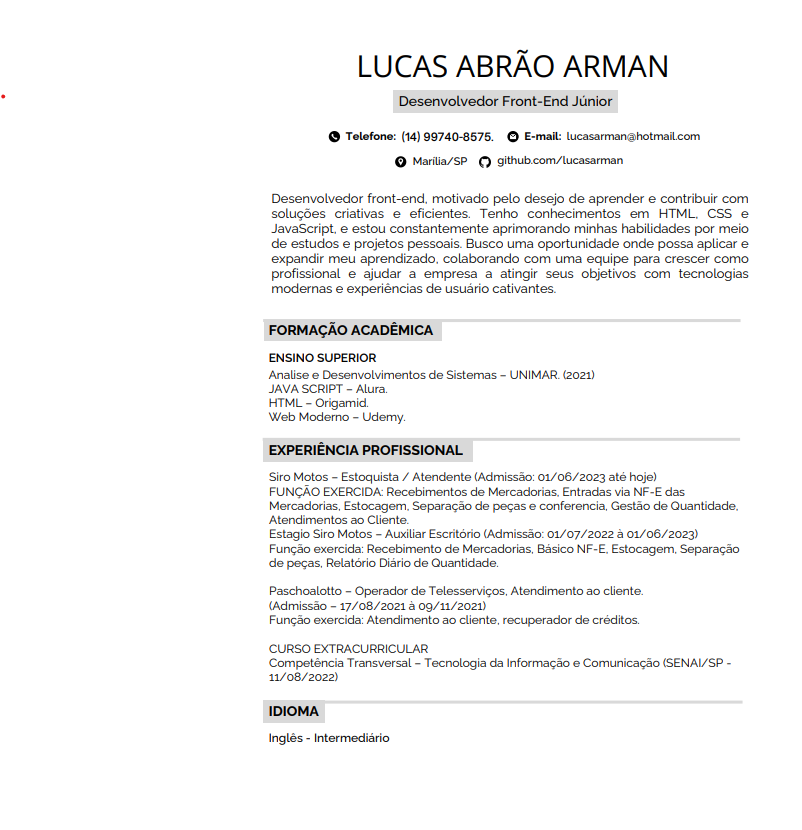 LUCAS ABRÃO ARMAN
Desenvolvedor Front-End Júnior
Telefone: (14) 99740-8575. E-mail: lucasarman@hotmail.com
Marília/SP github.com/lucasarman
Desenvolvedor front-end, motivado pelo desejo de aprender e contribuir com
soluções criativas e eficientes. Tenho conhecimentos em HTML, CSS e
JavaScript, e estou constantemente aprimorando minhas habilidades por meio
de estudos e projetos pessoais. Busco uma oportunidade onde possa aplicar e
expandir meu aprendizado, colaborando com uma equipe para crescer como
profissional e ajudar a empresa a atingir seus objetivos com tecnologias
modernas e experiências de usuário cativantes.
FORMAÇÃO ACADÊMICA
ENSINO SUPERIOR
Analise e Desenvolvimentos de Sistemas – UNIMAR. (2021)
JAVA SCRIPT – Alura.
HTML – Origamid.
Web Moderno – Udemy.
EXPERIÊNCIA PROFISSIONAL
Siro Motos – Estoquista / Atendente (Admissão: 01/06/2023 até hoje)
FUNÇÃO EXERCIDA: Recebimentos de Mercadorias, Entradas via NF-E das
Mercadorias, Estocagem, Separação de peças e conferencia, Gestão de Quantidade,
Atendimentos ao Cliente.
Estagio Siro Motos – Auxiliar Escritório (Admissão: 01/07/2022 à 01/06/2023)
Função exercida: Recebimento de Mercadorias, Básico NF-E, Estocagem, Separação
de peças, Relatório Diário de Quantidade.
Paschoalotto – Operador de Telesserviços, Atendimento ao cliente.
(Admissão – 17/08/2021 à 09/11/2021)
Função exercida: Atendimento ao cliente, recuperador de créditos.
CURSO EXTRACURRICULAR
Competência Transversal – Tecnologia da Informação e Comunicação (SENAI/SP -
11/08/2022)
IDIOMA
Inglês - Intermediário